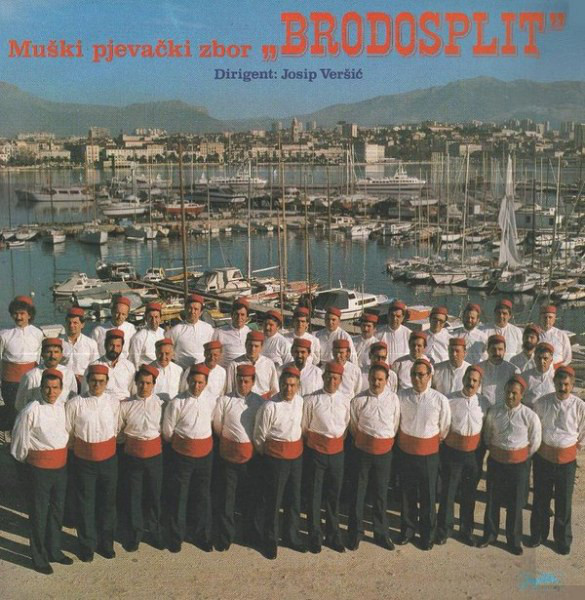 Muški pjevački zbor „BRODOSPLIT”
Dirigent: Josip Veršić